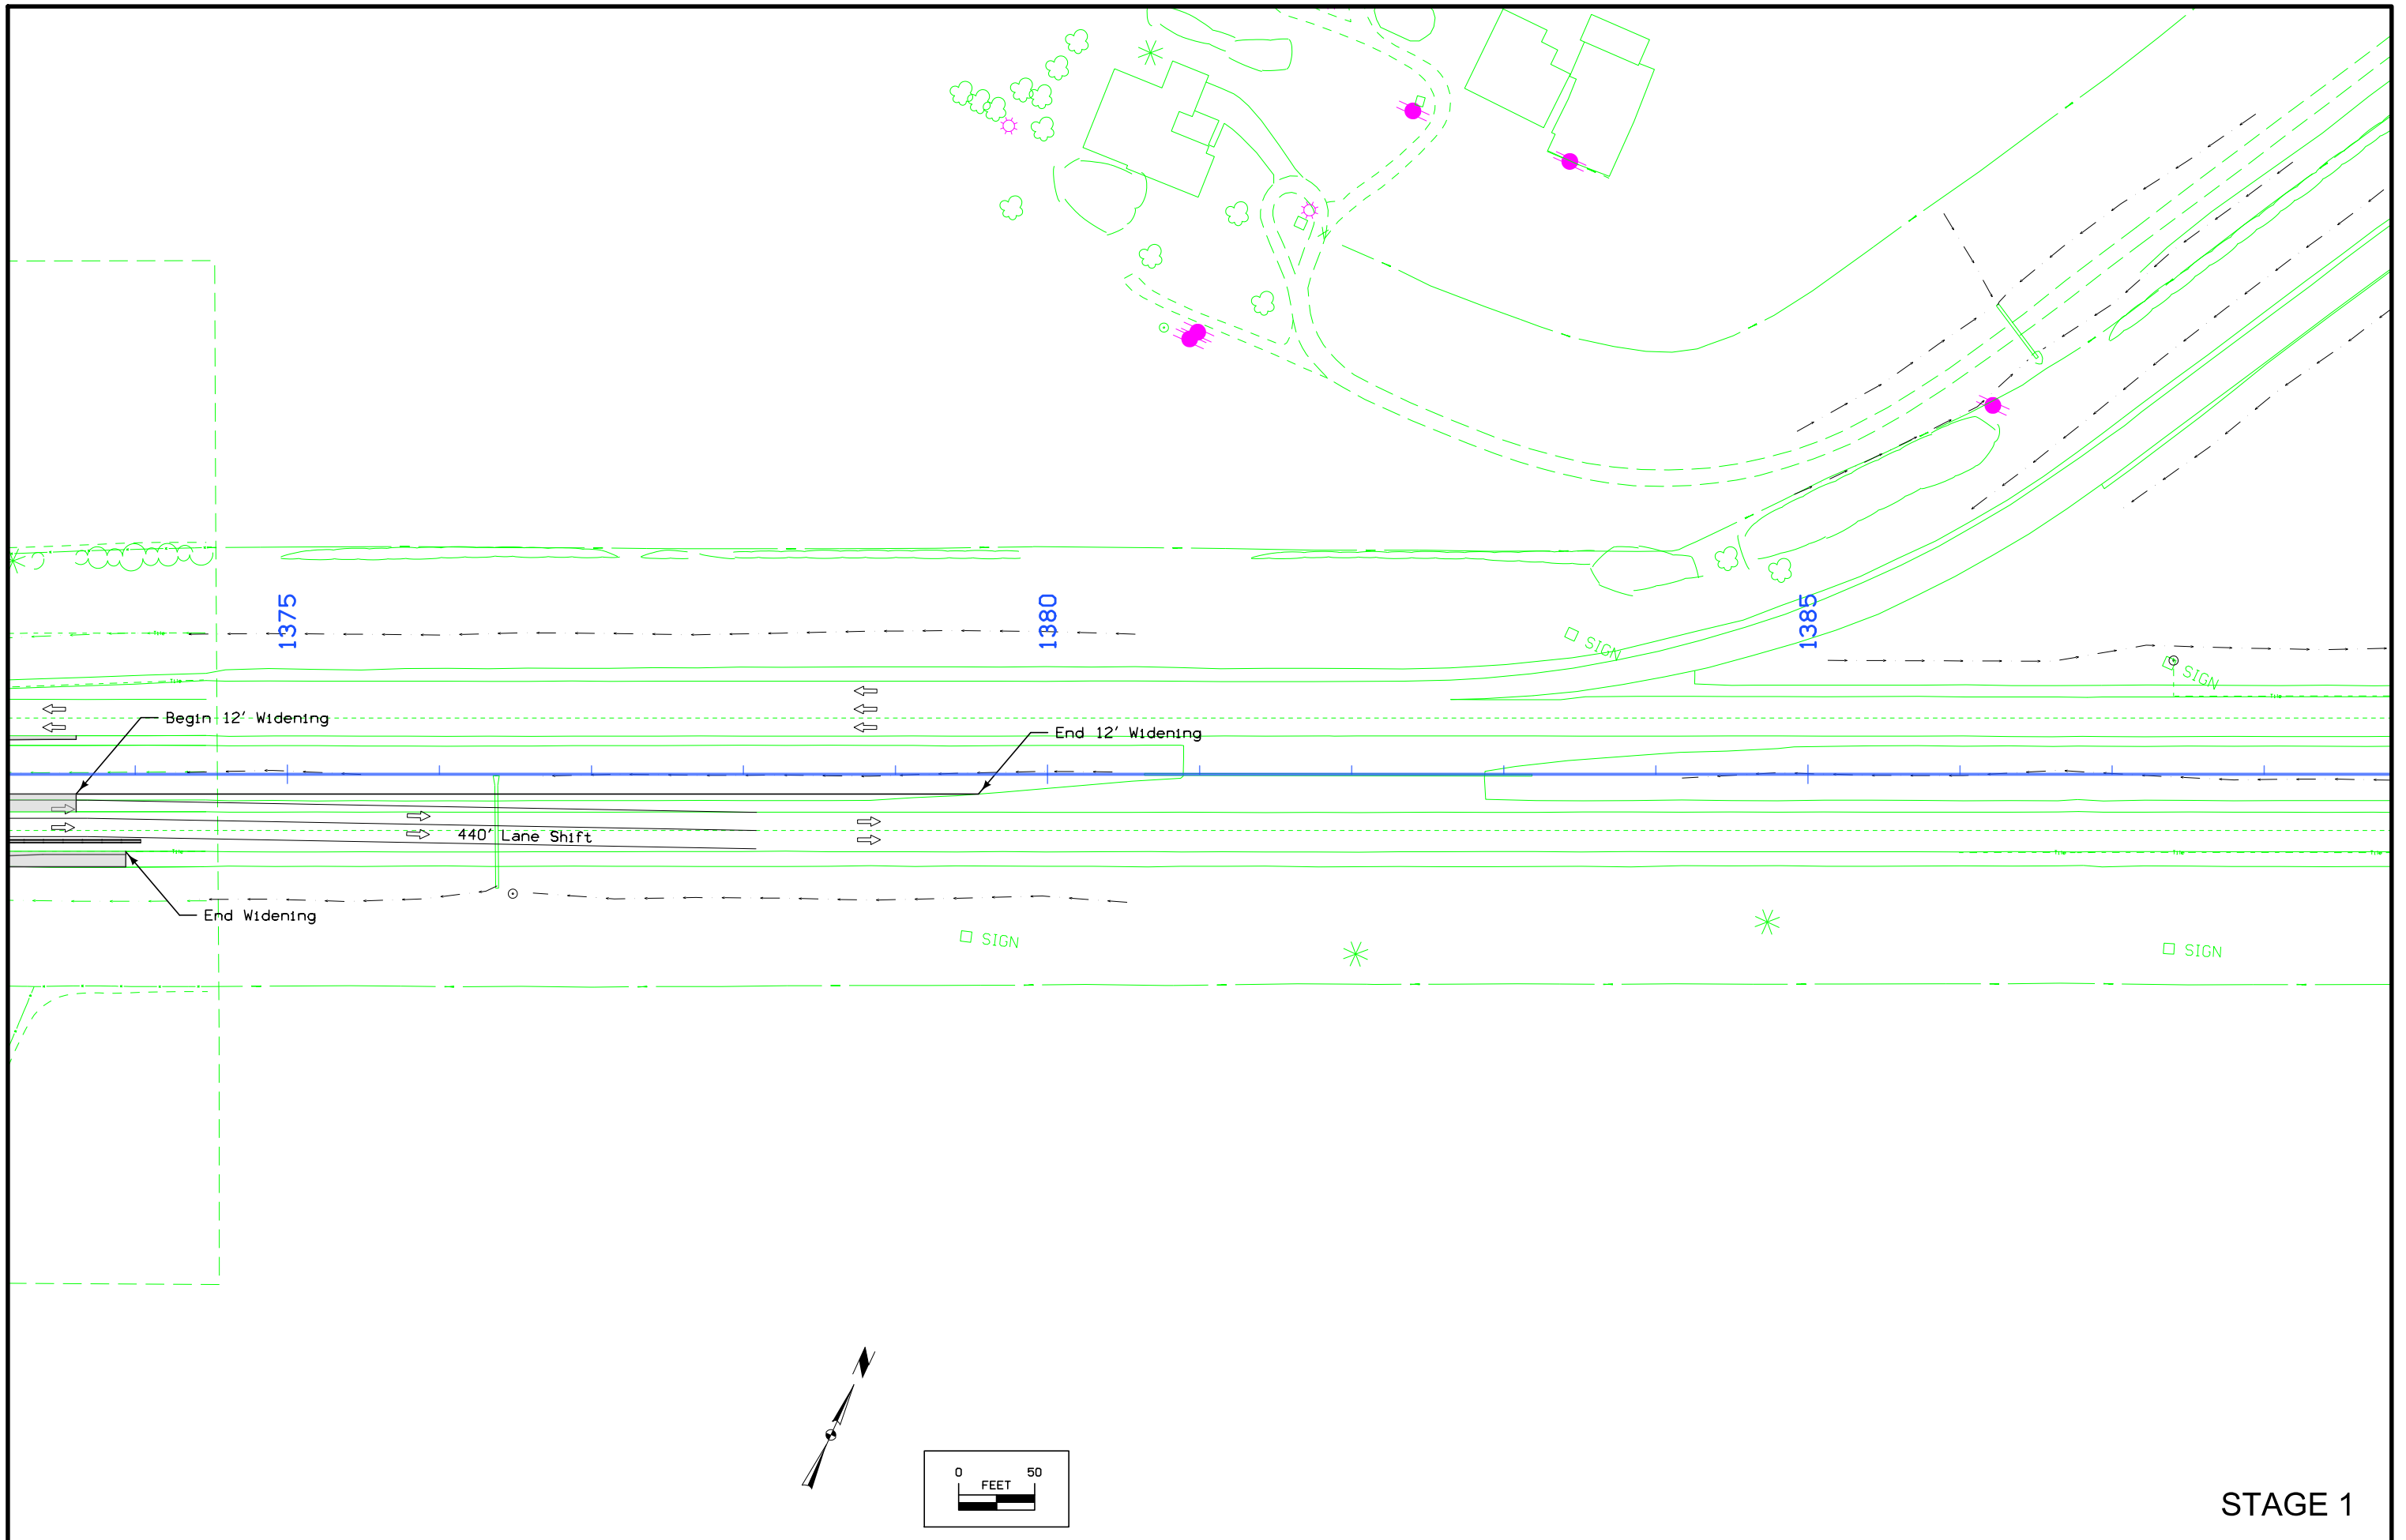 1375
1380
1385
SIGN
SIGN
Begin 12' Widening
End 12' Widening
440' Lane Shift
End Widening
SIGN
SIGN
0 50
FEET
STAGE 1